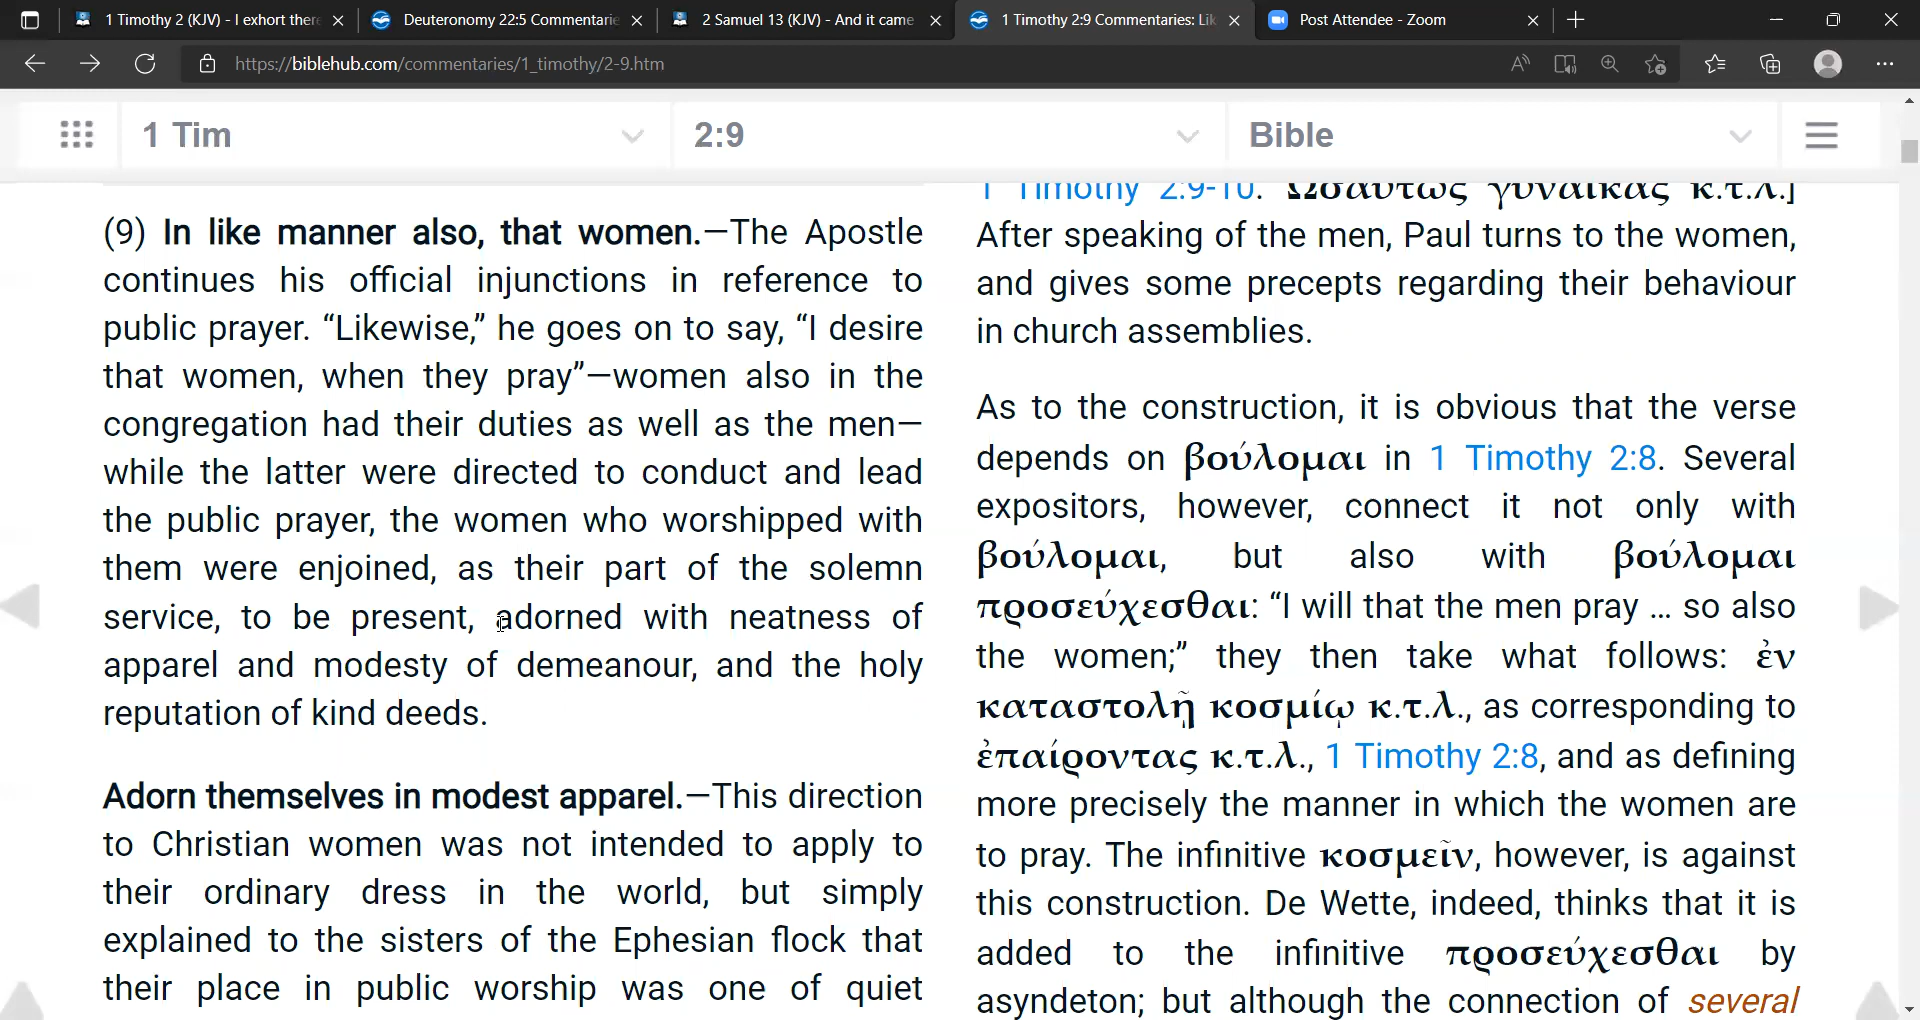 1 Timothy 2 (KJV) - I exhort there
Deuteronomy 22:5 Commentarie
2 Samuel 13 (KJV) - And it came
1 Timothy 2:9 Commentaries: Lik
Post Attendee - Zoom
https://biblehub.com/commentaries/1_timothy/2-9.htm
1 Tim
2:9
Bible
(9) In like manner also, that women.—The Apostle
continues his official injunctions in reference to
public prayer. “Likewise,” he goes on to say, “I desire
that women, when they pray”—women also in the
congregation had their duties as well as the men—
while the latter were directed to conduct and lead
the public prayer, the women who worshipped with
them were enjoined, as their part of the solemn
service, to be present, adorned with neatness of
apparel and modesty of demeanour, and the holy
reputation of kind deeds.
Adorn themselves in modest apparel.—This direction
to Christian women was not intended to apply to
their ordinary dress in the world, but simply
explained to the sisters of the Ephesian flock that
their place in public worship was one of quiet
1 Timothy 2:9-10. Ὡσαύτως γυναῖκας κ.τ.λ.]
After speaking of the men, Paul turns to the women,
and gives some precepts regarding their behaviour
in church assemblies.
As to the construction, it is obvious that the verse
depends on βούλομαι in 1 Timothy 2:8. Several
expositors, however, connect it not only with
βούλομαι, but also with βούλομαι
προσεύχεσθαι: “I will that the men pray ... so also
the women;” they then take what follows: ἐν
καταστολῇ κοσμίῳ κ.τ.λ., as corresponding to
ἐπαίροντας κ.τ.λ., 1 Timothy 2:8, and as defining
more precisely the manner in which the women are
to pray. The infinitive κοσμεῖν, however, is against
this construction. De Wette, indeed, thinks that it is
added to the infinitive προσεύχεσθαι by
asyndeton; but although the connection of several